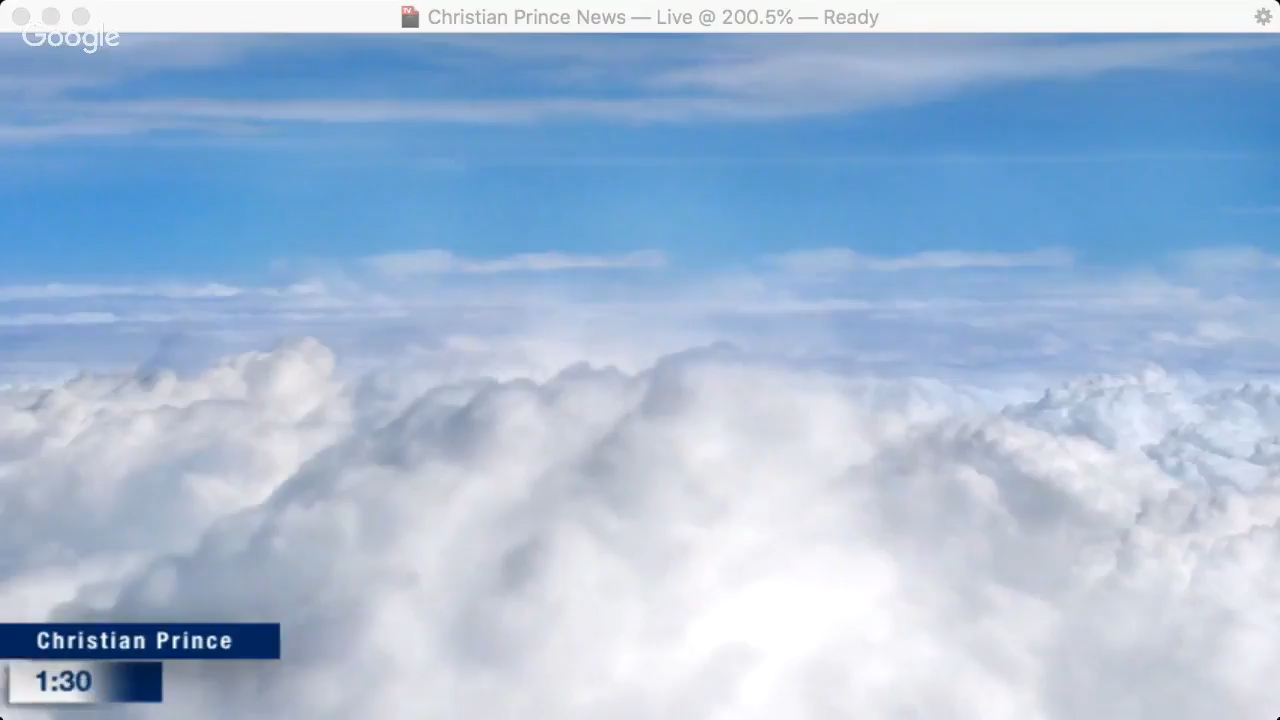 Christian Prince News — Live @ 200.5% — Ready
Google
Christian Prince
1:30